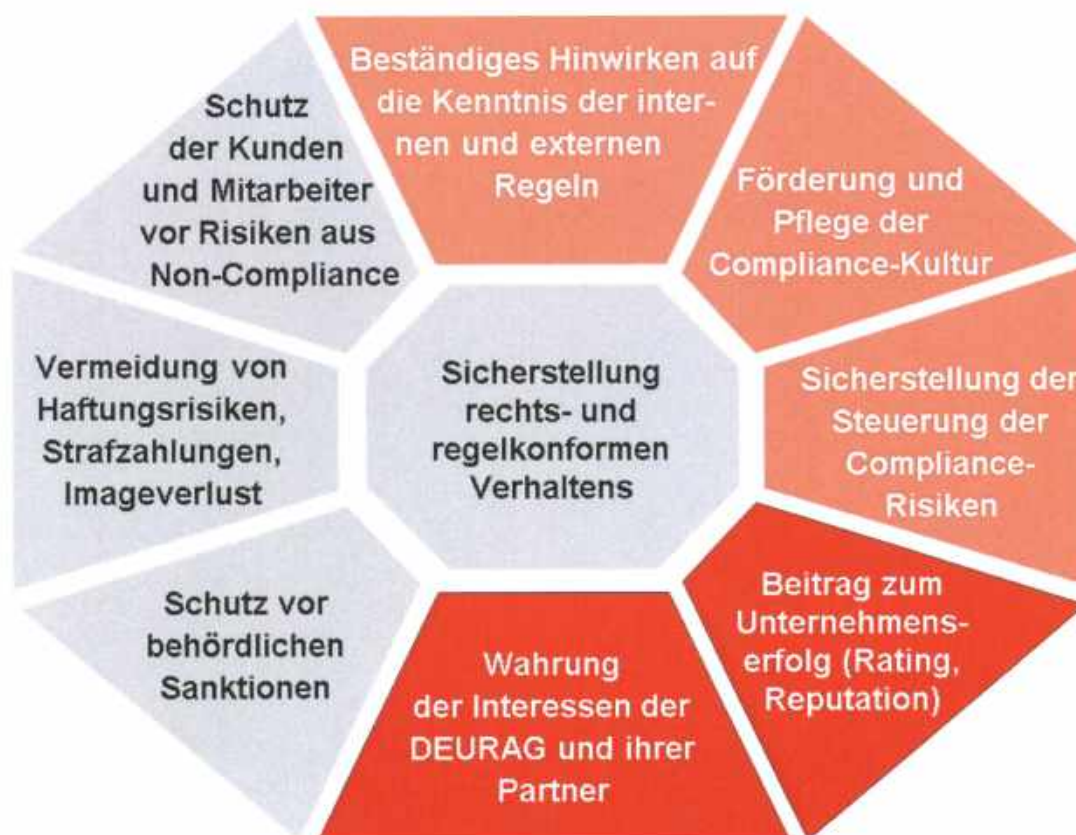 Beständiges Hinwirken auf
die Kenntnis der inter-
nen und externen
Regeln
Förderung und
Pflege der
Compliance-Kultur
Sicherstellung der
Steuerung der
Compliance-
Risiken
Beitrag zum
Unternehmens-
erfolg (Rating,
Reputation)
Wahrung
der Interessen der
DEURAG und ihrer
Partner
Schutz vor
behördlichen
Sanktionen
Vermeidung von
Haftungsrisiken,
Strafzahlungen,
Imageverlust
Schutz
der Kunden
und Mitarbeiter
vor Risiken aus
Non-Compliance
Sicherstellung
rechts- und
regelkonformen
Verhaltens